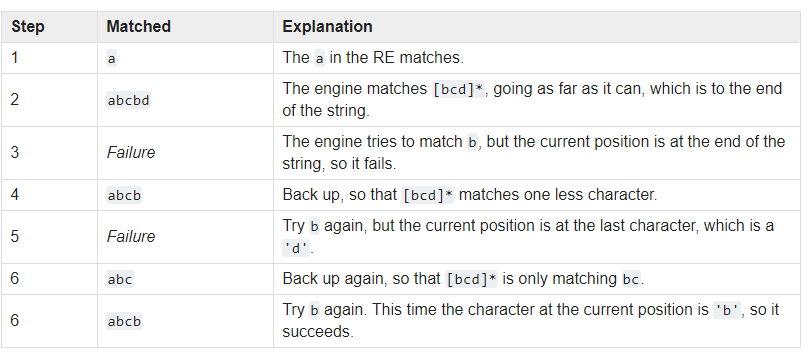 Step Matched Explanation
1 a The a in the RE matches.
2 abcbd The engine matches [bcd]*, going as far as it can, which is to the end
of the string.
3 Failure The engine tries to match b, but the current position is at the end of the
string, so it fails.
4 abcb Back up, so that [bcd]* matches one less character.
5 Failure Try b again, but the current position is at the last character, which is a
'd'.
6 abc Back up again, so that [bcd]* is only matching bc.
6 abcb Try b again. This time the character at the current position is 'b', so it
succeeds.